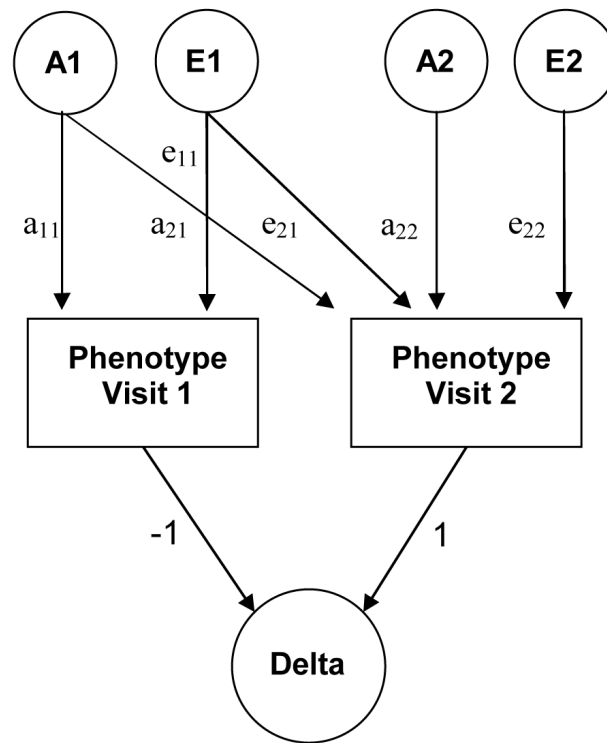 A1
E1
A2
E2
e₁₁
a₁₁
a₂₁
e₂₁
a₂₂
e₂₂
Phenotype
Visit 1
Phenotype
Visit 2
-1
1
Delta